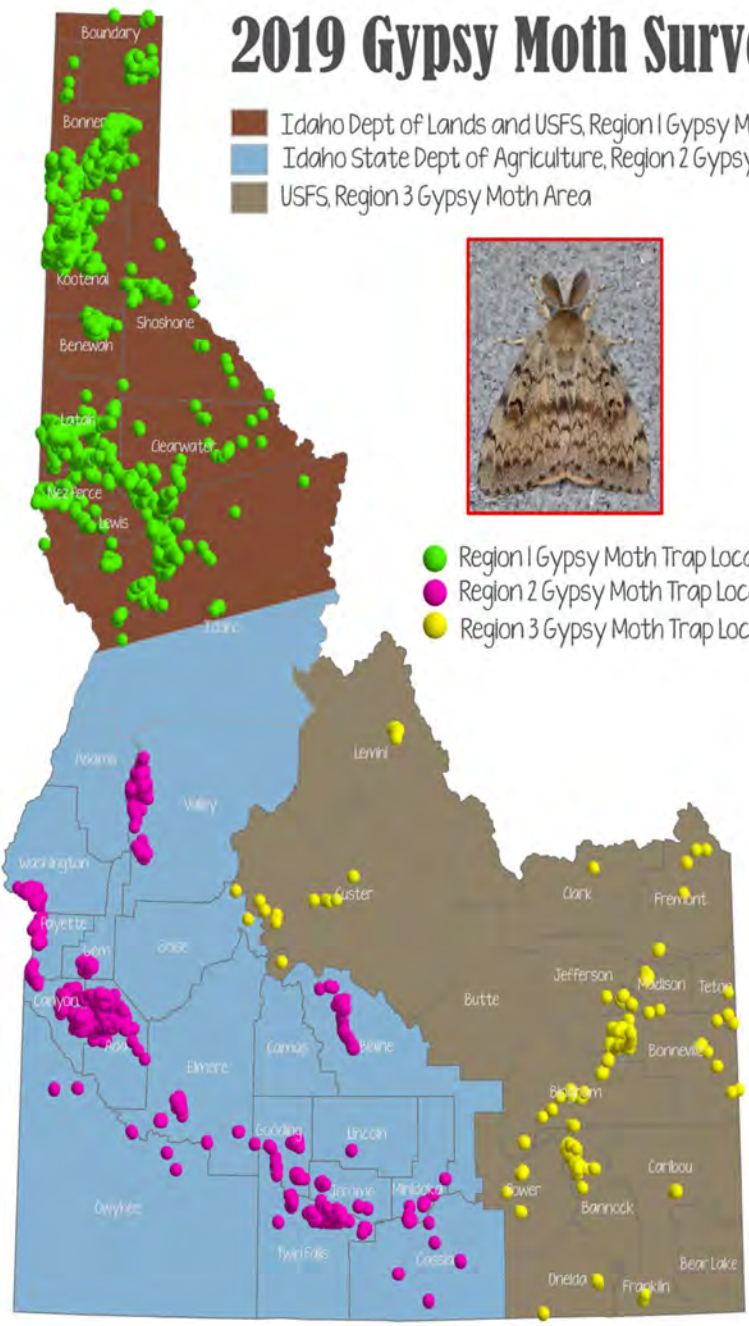 2019 Gypsy Moth Surve
Idaho Dept of Lands and USFS, Region 1 Gypsy M
Idaho State Dept of Agriculture, Region 2 Gypsy
USFS, Region 3 Gypsy Moth Area
Region 1 Gypsy Moth Trap Loca
Region 2 Gypsy Moth Trap Loc
Region 3 Gypsy Moth Trap Loc
Boundary
Bonner
Kootenai
Shoshone
Benewah
Latah
Clearwater
Nez Perce
Lewis
Idaho
Lemhi
Adams
Valley
Washington
Custer
Clark
Fremont
Payette
Gem
Boise
Jefferson
Madison
Teton
Canyon
Butte
Ada
Elmore
Camas
Blaine
Bonneville
Bingham
Gooding
Lincoln
Caribou
Jerome
Minidoka
Power
Owyhee
Bannock
Twin Falls
Cassia
Bear Lake
Oneida
Franklin